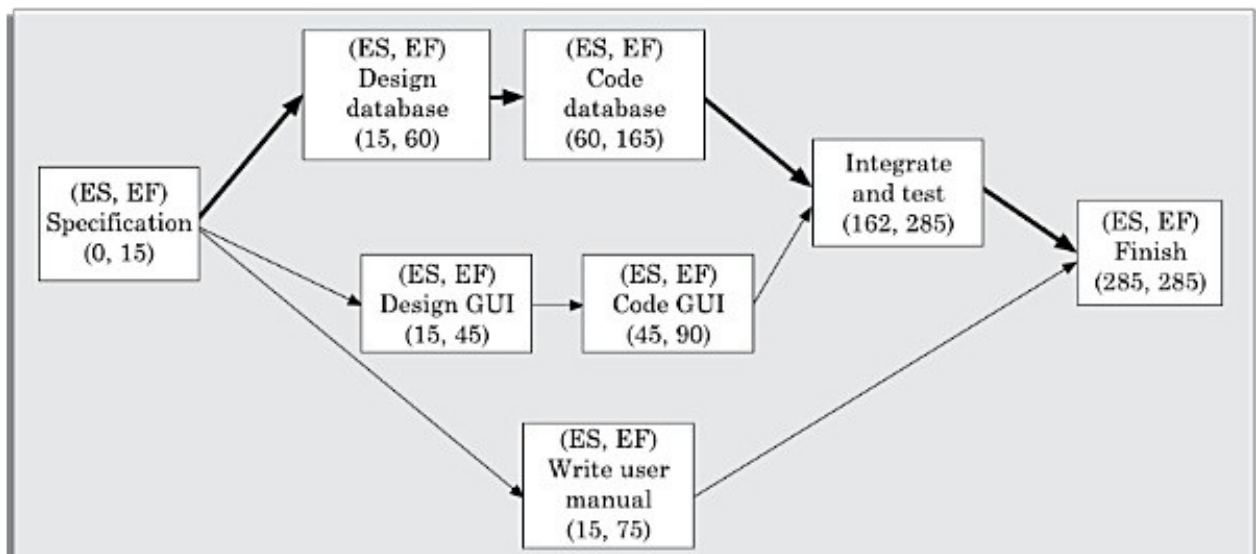 (ES, EF)
Design
database
(15, 60)
(ES, EF)
Code
database
(60, 165)
(ES, EF)
Specification
(0, 15)
Integrate
and test
(162, 285)
(ES, EF)
Finish
(285, 285)
(ES, EF)
Design GUI
(15, 45)
(ES, EF)
Code GUI
(45, 90)
(ES, EF)
Write user
manual
(15, 75)